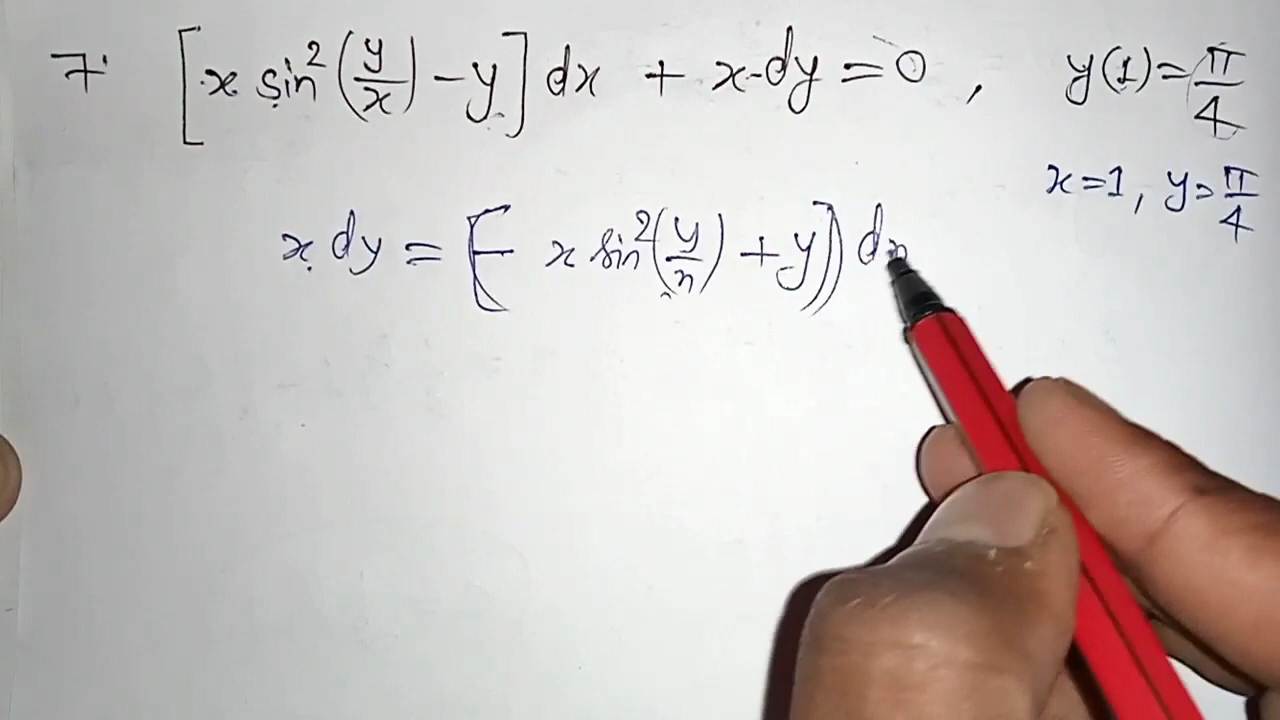 7. [x sin²(y/x) - y] dx + x dy = 0 , y(1) = π/4
x = 1, y = π/4
x dy = [- x sin²(y/x) + y)] dx